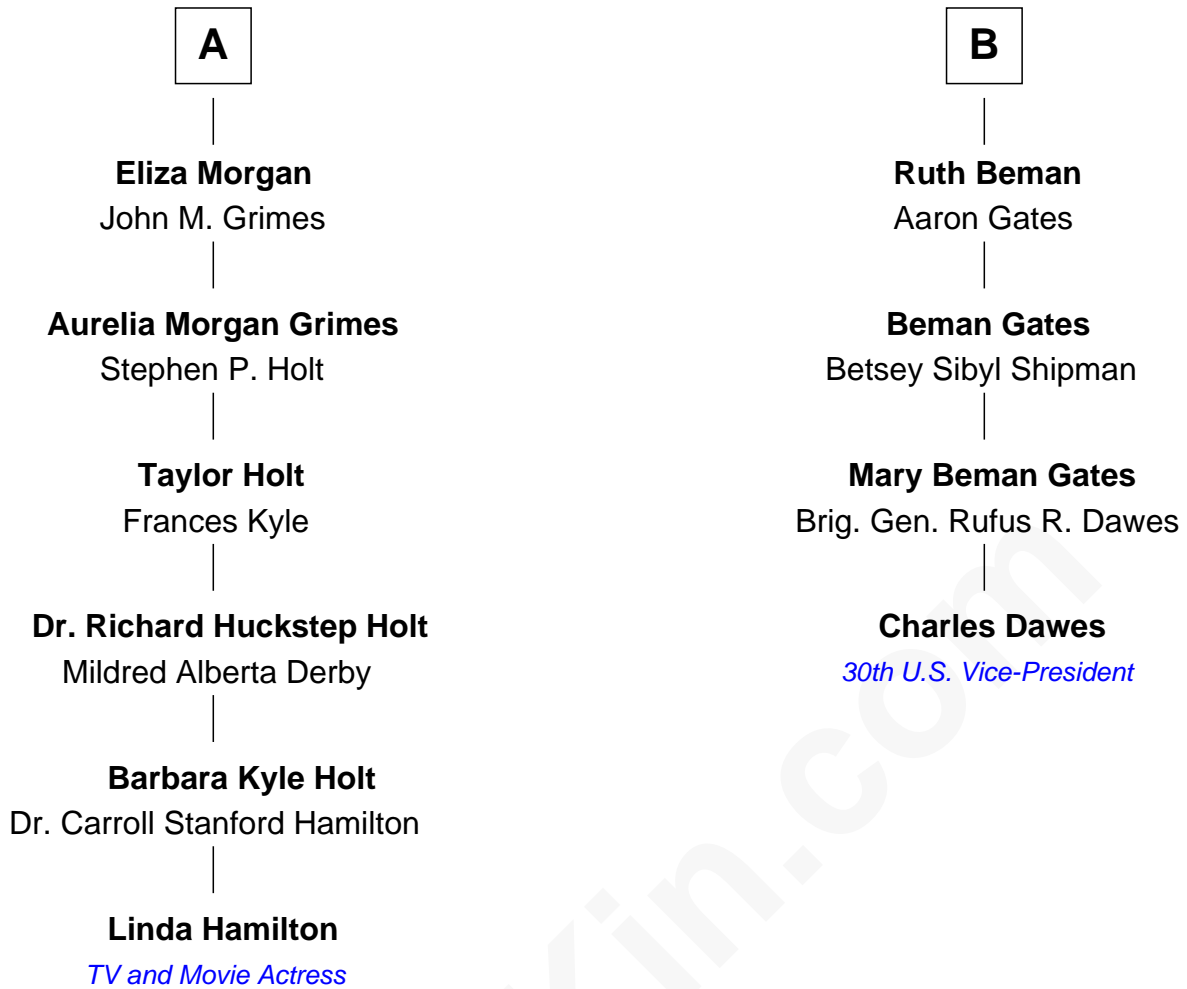 A
Eliza Morgan
John M. Grimes
Aurelia Morgan Grimes
Stephen P. Holt
Taylor Holt
Frances Kyle
Dr. Richard Huckstep Holt
Mildred Alberta Derby
Barbara Kyle Holt
Dr. Carroll Stanford Hamilton
Linda Hamilton
TV and Movie Actress
B
Ruth Beman
Aaron Gates
Beman Gates
Betsey Sibyl Shipman
Mary Beman Gates
Brig. Gen. Rufus R. Dawes
Charles Dawes
30th U.S. Vice-President
Kin.com